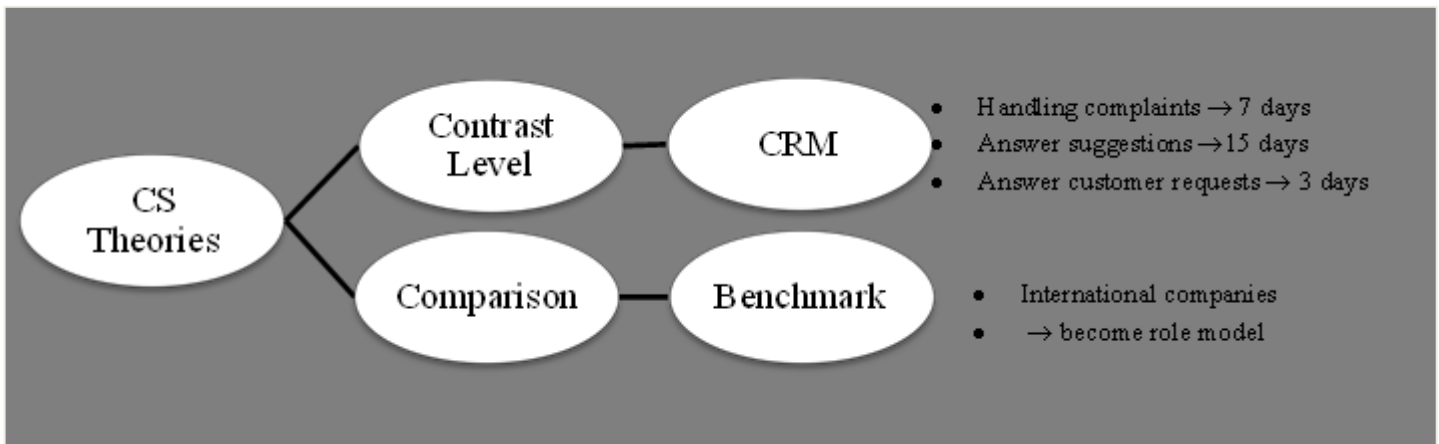 CS
Theories
Contrast
Level
CRM
• Handling complaints → 7 days
• Answer suggestions →15 days
• Answer customer requests → 3 days
Comparison
Benchmark
• International companies
• → become role model